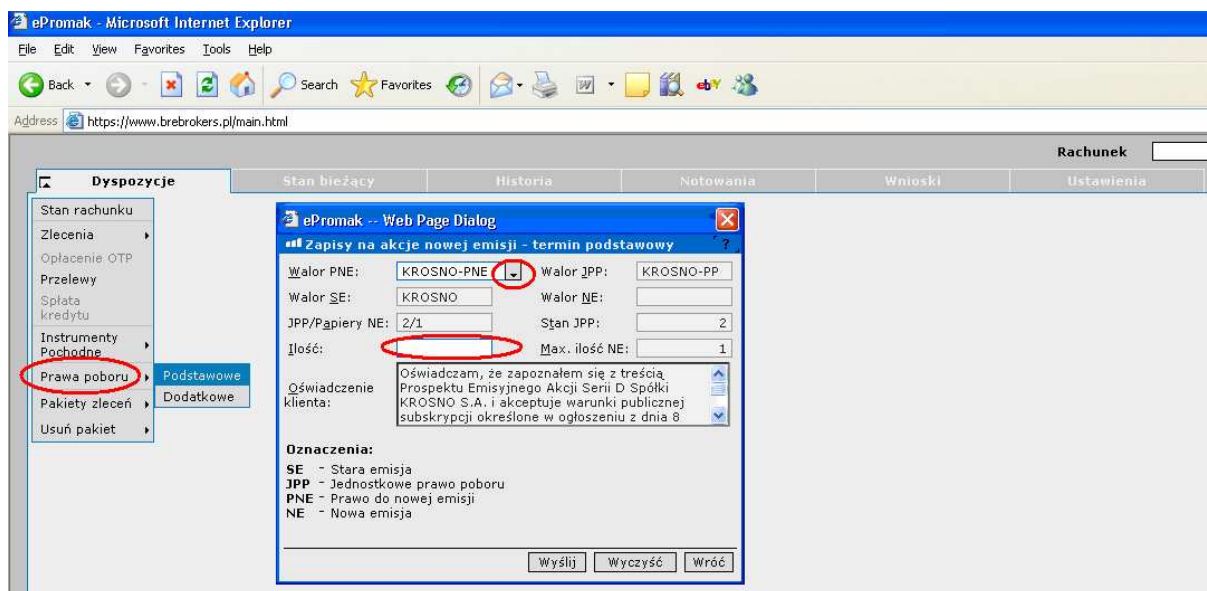 ePromak - Microsoft Internet Explorer
File Edit View Favorites Tools Help
Back Search Favorites ebY
Address https://www.brebrokers.pl/main.html
Rachunek
Dyspozycje Stan bieżący Historia Notowania Wnioski Ustawienia
Stan rachunku
Zlecenia
Opłacenie OTP
Przelewy
Spłata
kredytu
Instrumenty
Pochodne
Prawa poboru
Pakiety zleceń
Usuń pakiet
Podstawowe
Dodatkowe
ePromak -- Web Page Dialog
Zapisy na akcje nowej emisji - termin podstawowy ?
Walor PNE: KROSNO-PNE Walor JPP: KROSNO-PP
Walor SE: KROSNO Walor NE:
JPP/Papiery NE: 2/1 Stan JPP: 2
Ilość: Max. ilość NE: 1
Oświadczenie
klienta:
Oświadczam, że zapoznałem się z treścią
Prospektu Emisyjnego Akcji Serii D Spółki
KROSNO S.A. i akceptuje warunki publicznej
subskrypcji określone w ogłoszeniu z dnia 8
Oznaczenia:
SE - Stara emisja
JPP - Jednostkowe prawo poboru
PNE - Prawo do nowej emisji
NE - Nowa emisja
Wyślij Wyczyść Wróć